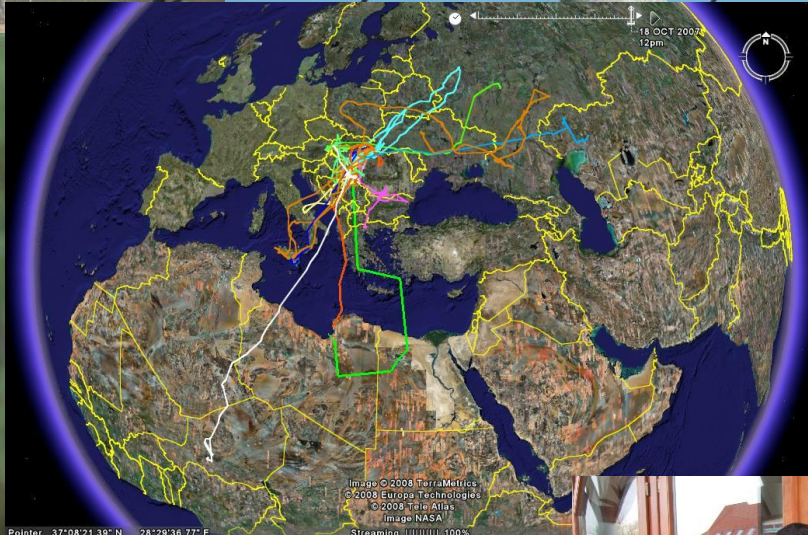 18 OCT 2007
12pm
N
Image © 2008 TerraMetrics
© 2008 Europa Technologies
© 2008 Tele Atlas
Image NASA
Pointer 37°08'21.39" N 28°29'36.77" E
Streaming 100%